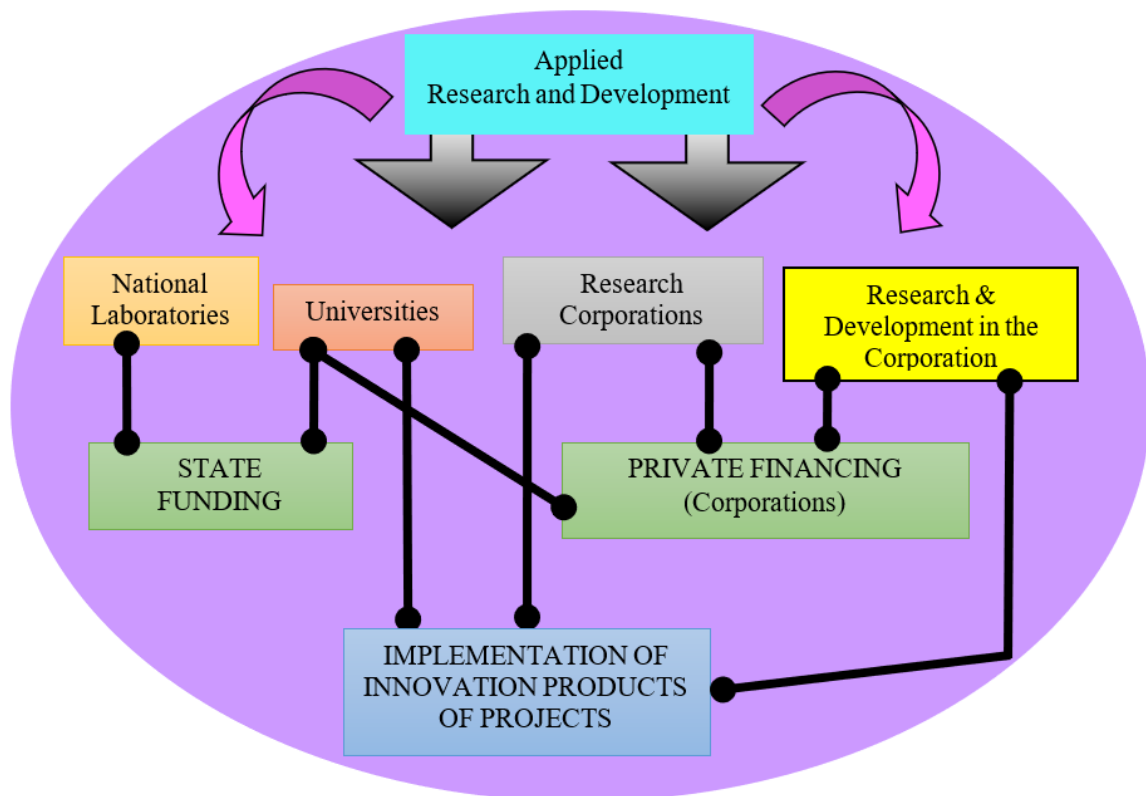 Applied
Research and Development
National
Laboratories
Universities
Research
Corporations
Research &
Development in the
Corporation
STATE
FUNDING
PRIVATE FINANCING
(Corporations)
IMPLEMENTATION OF
INNOVATION PRODUCTS
OF PROJECTS